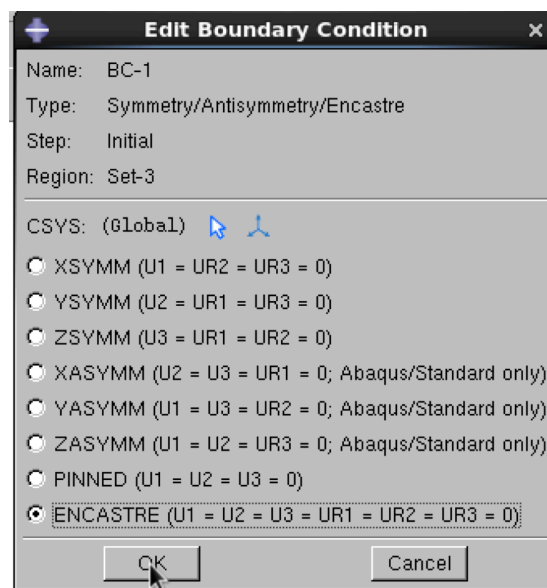 Edit Boundary Condition
Name: BC-1
Type: Symmetry/Antisymmetry/Encastre
Step: Initial
Region: Set-3
CSYS: (Global)
XSYMM (U1 = UR2 = UR3 = 0)
YSYMM (U2 = UR1 = UR3 = 0)
ZSYMM (U3 = UR1 = UR2 = 0)
XASYMM (U2 = U3 = UR1 = 0; Abaqus/Standard only)
YASYMM (U1 = U3 = UR2 = 0; Abaqus/Standard only)
ZASYMM (U1 = U2 = UR3 = 0; Abaqus/Standard only)
PINNED (U1 = U2 = U3 = 0)
ENCASTRE (U1 = U2 = U3 = UR1 = UR2 = UR3 = 0)
OK Cancel